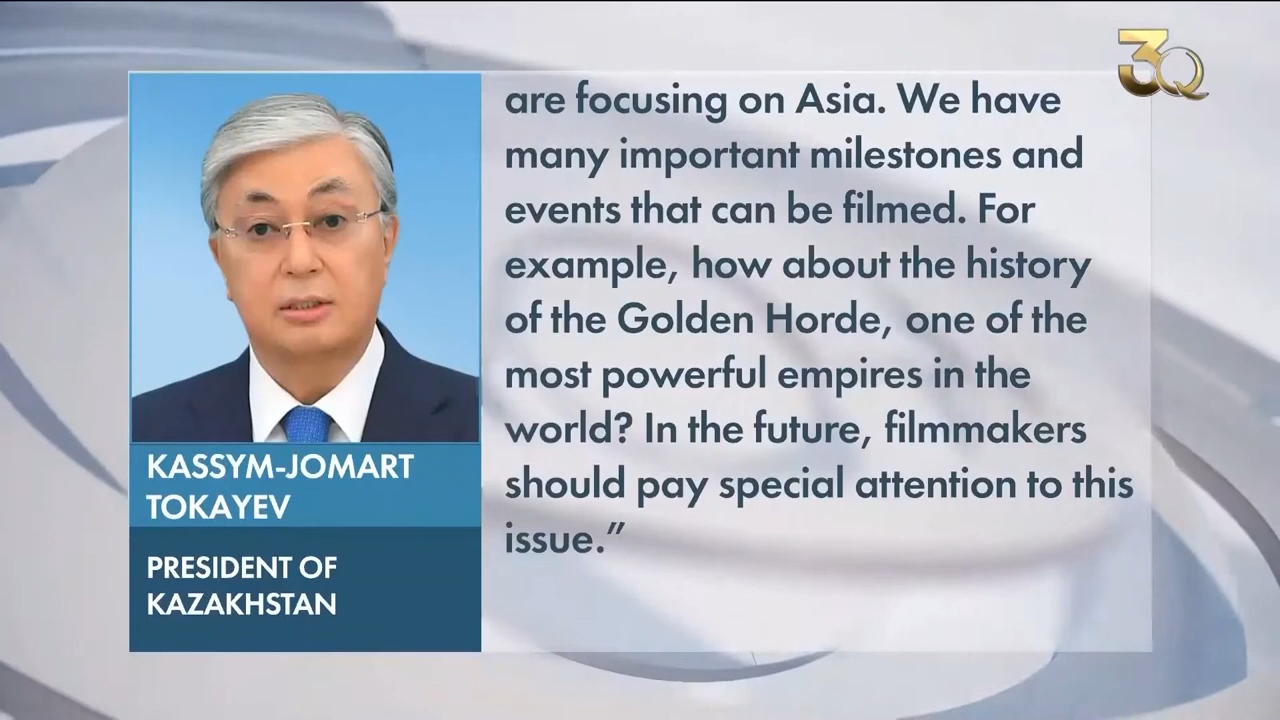 3Q
are focusing on Asia. We have
many important milestones and
events that can be filmed. For
example, how about the history
of the Golden Horde, one of the
most powerful empires in the
world? In the future, filmmakers
should pay special attention to this
issue.”
KASSYM-JOMART
TOKAYEV
PRESIDENT OF
KAZAKHSTAN